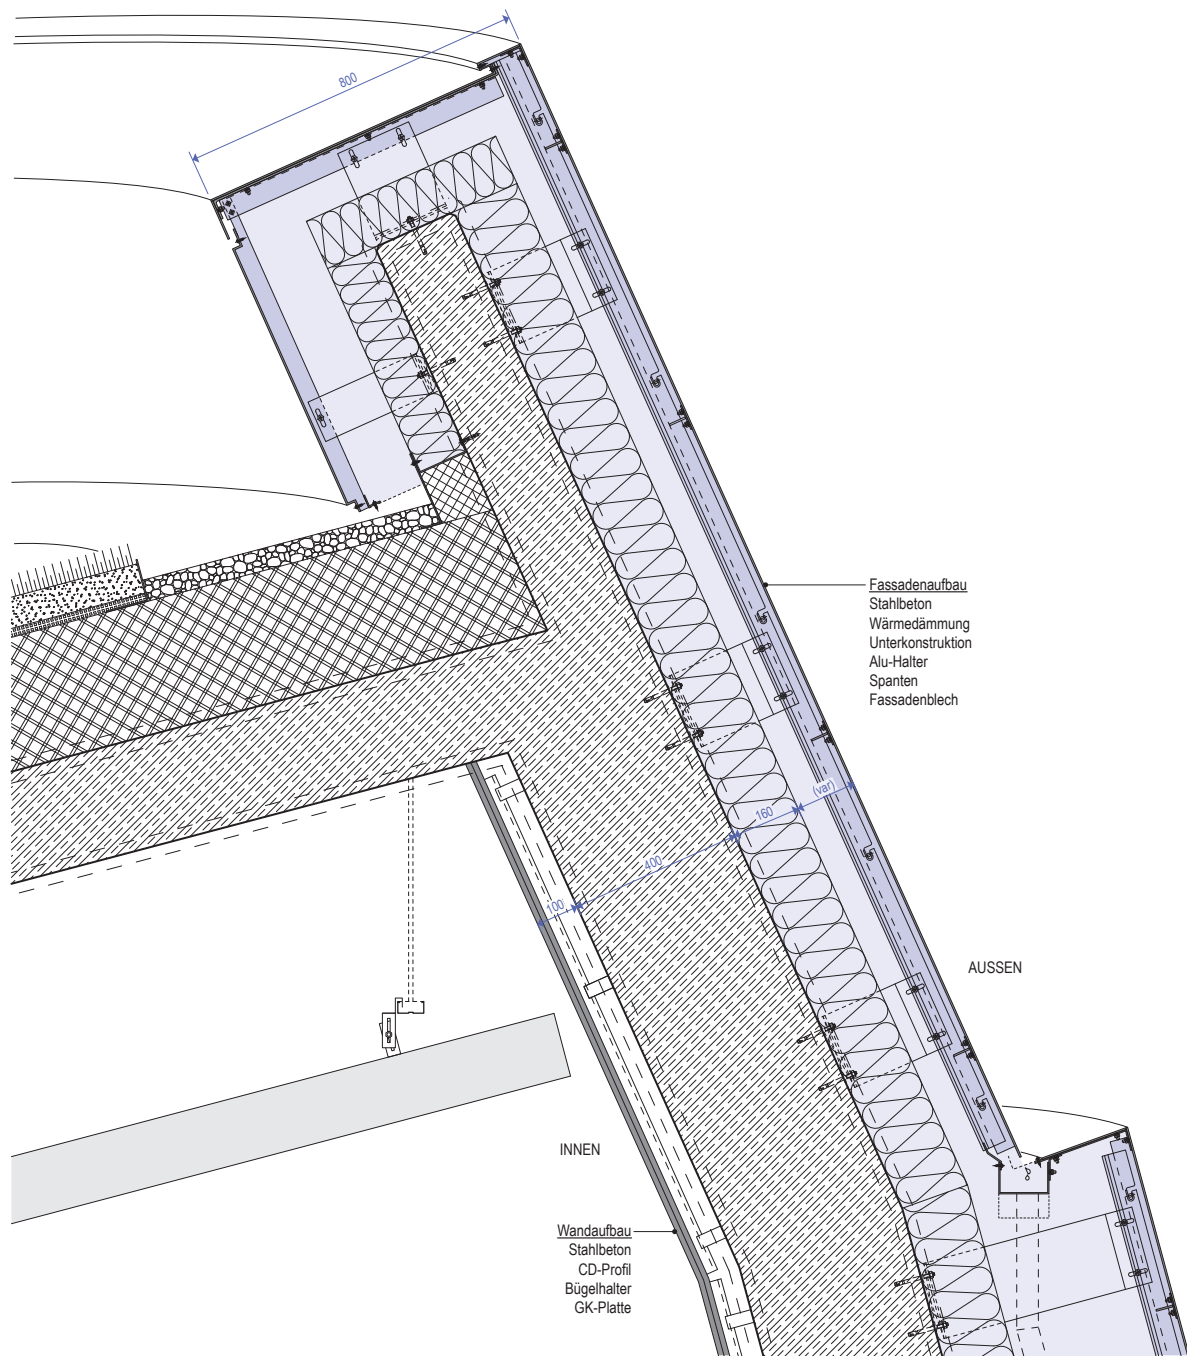 800
Fassadenaufbau
Stahlbeton
Wärmedämmung
Unterkonstruktion
Alu-Halter
Spanten
Fassadenblech
(var)
160
400
100
AUSSEN
INNEN
Wandaufbau
Stahlbeton
CD-Profil
Bügelhalter
GK-Platte